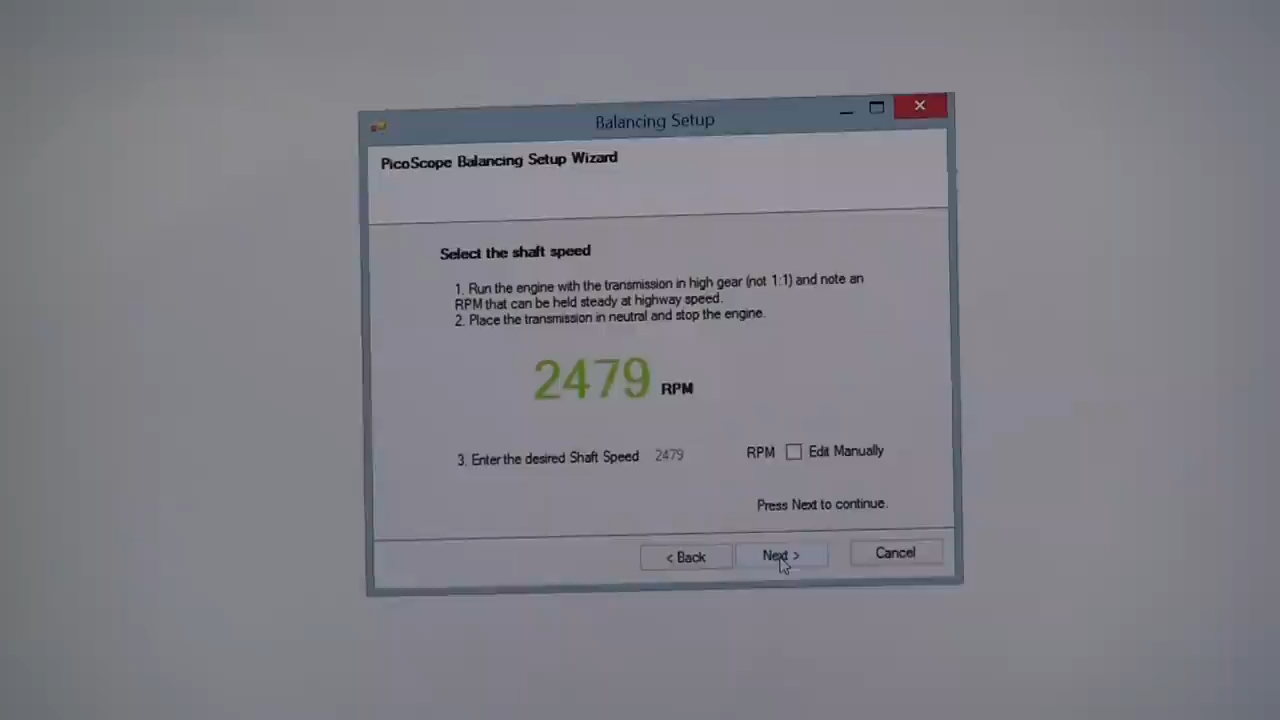 Balancing Setup
PicoScope Balancing Setup Wizard
Select the shaft speed
1. Run the engine with the transmission in high gear (not 1:1) and note an
RPM that can be held steady at highway speed.
2. Place the transmission in neutral and stop the engine.
2479 RPM
3. Enter the desired Shaft Speed 2479 RPM Edit Manually
Press Next to continue.
< Back Next > Cancel